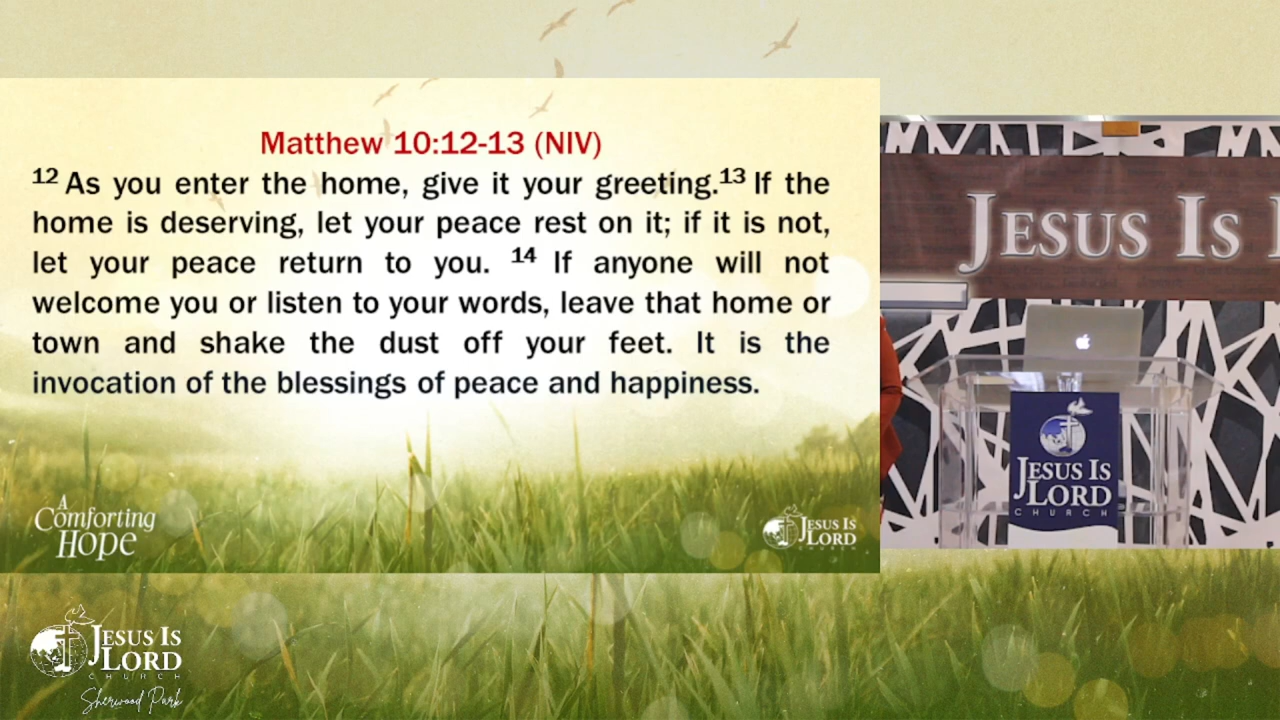 Matthew 10:12-13 (NIV)
12 As you enter the home, give it your greeting.13 If the
home is deserving, let your peace rest on it; if it is not,
let your peace return to you. 14 If anyone will not
welcome you or listen to your words, leave that home or
town and shake the dust off your feet. It is the
invocation of the blessings of peace and happiness.
A
Comforting
Hope
Jesus Is
Lord
CHURCH
Jesus Is
Jesus Is
Lord
CHURCH
Jesus Is
Lord
CHURCH
Sherwood Park